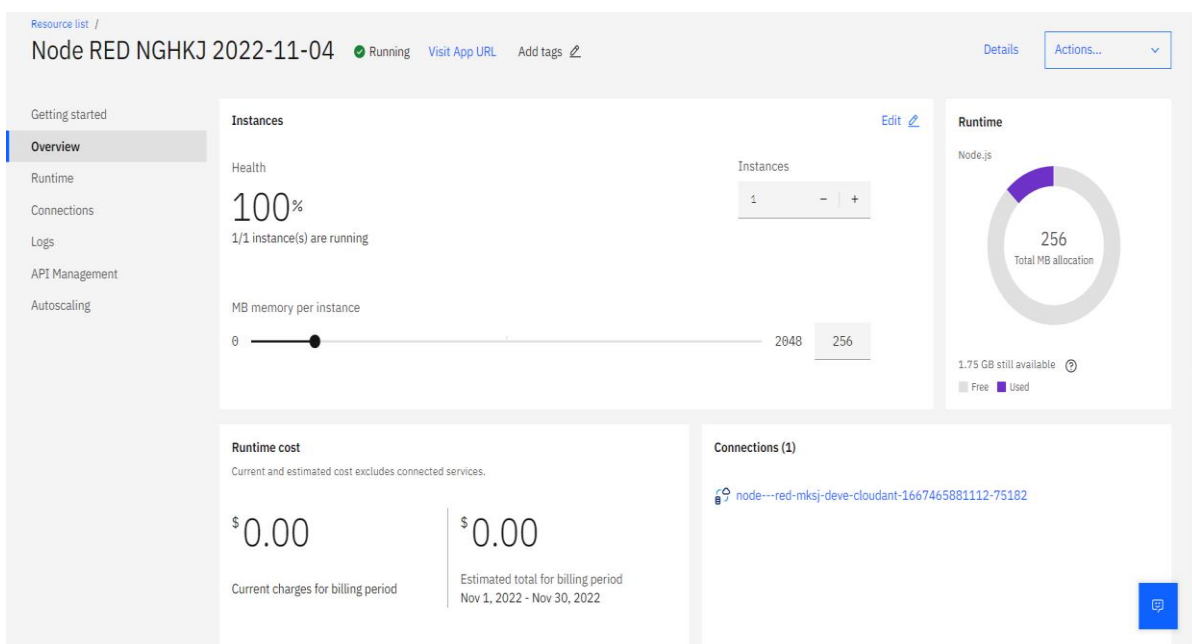 Resource list /
Node RED NGHKJ 2022-11-04 Running Visit App URL Add tags Details Actions...
Getting started
Overview
Runtime
Connections
Logs
API Management
Autoscaling
Instances Edit
Health
100%
1/1 instance(s) are running
Instances
1 - +
MB memory per instance
0 2048 256
Runtime
Node.js
256
Total MB allocation
1.75 GB still available ?
Free Used
Runtime cost
Current and estimated cost excludes connected services.
$0.00
Current charges for billing period
$0.00
Estimated total for billing period
Nov 1, 2022 - Nov 30, 2022
Connections (1)
node---red-mksj-deve-cloudant-1667465881112-75182